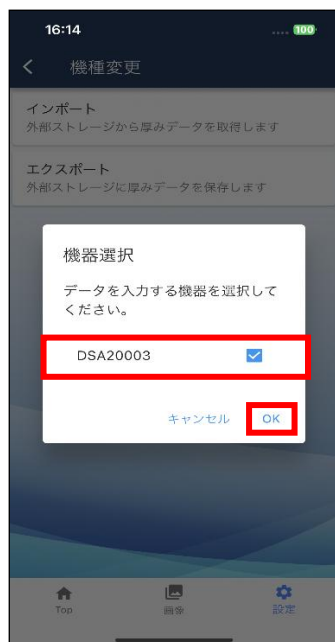 16:14
100
機種変更
インポート
外部ストレージから厚みデータを取得します
エクスポート
外部ストレージに厚みデータを保存します
機器選択
データを入力する機器を選択して
ください。
DSA20003
キャンセル OK
Top 画像 設定